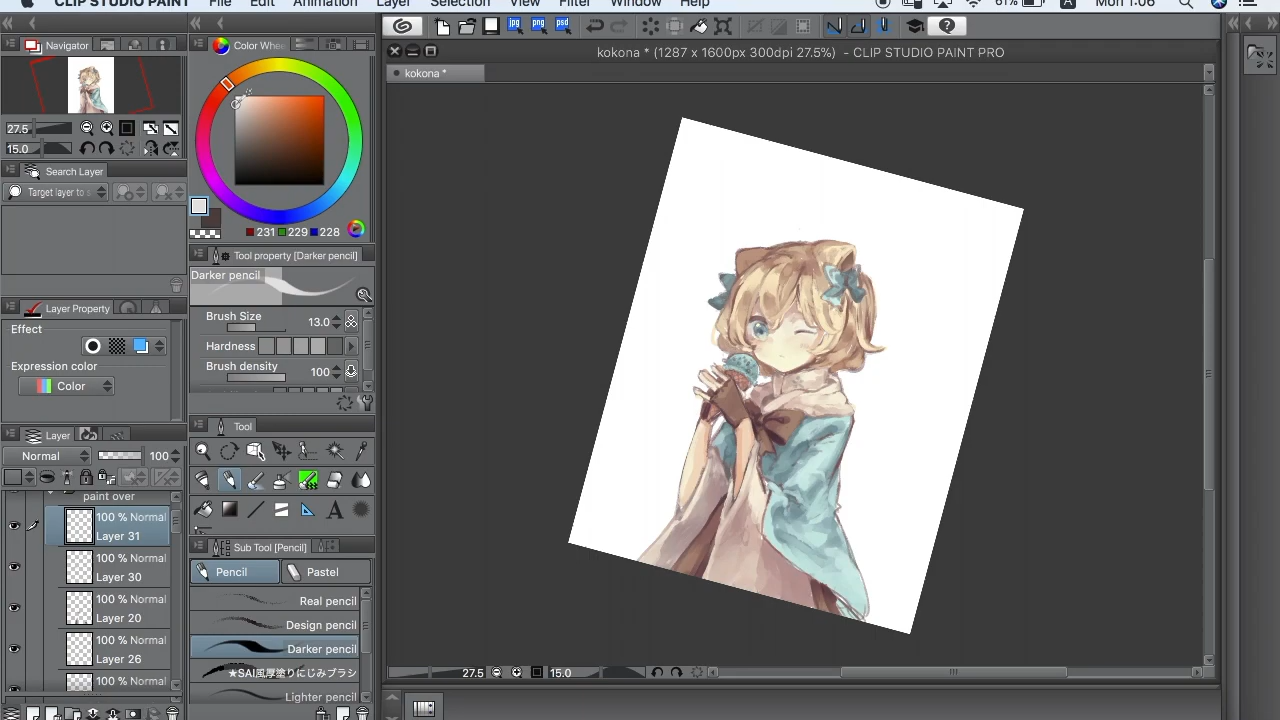 CLIP STUDIO PAINT File Edit Animation Layer Selection View Filter Window Help 61% A Mon 1:06
kokona * (1287 x 1600px 300dpi 27.5%) - CLIP STUDIO PAINT PRO
kokona *
Navigator
27.5
15.0
Search Layer
Target layer to s
Layer Property
Effect
Expression color
Color
Layer
Normal 100
paint over
100 % Normal
Layer 31
100 % Normal
Layer 30
100 % Normal
Layer 20
100 % Normal
Layer 26
100 % Normal
Color Whe
231 229 228
Tool property [Darker pencil]
Darker pencil
Brush Size 13.0
Hardness
Brush density 100
Tool
Sub Tool [Pencil]
Pencil Pastel
Real pencil
Design pencil
Darker pencil
★SAI風厚塗りにじみブラシ
Lighter pencil
jpg png psd
27.5 15.0